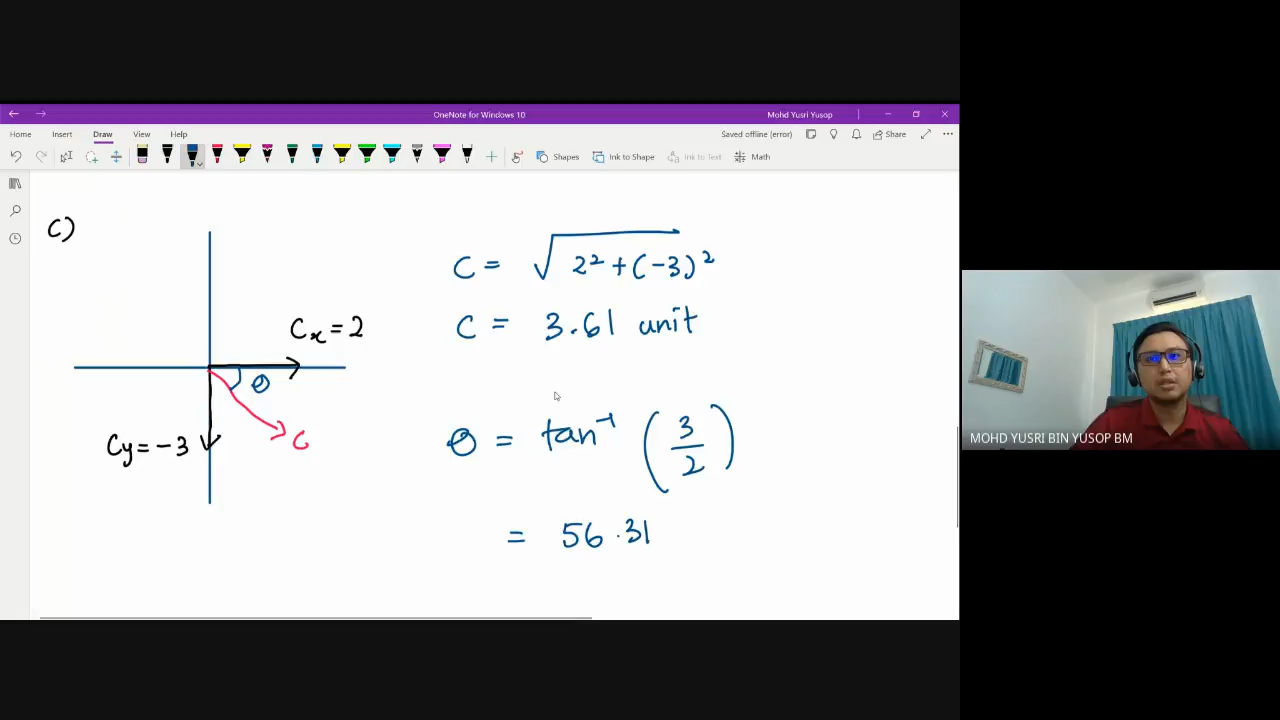 OneNote for Windows 10
Mohd Yusri Yusop
Home Insert Draw View Help
Saved offline (error)
Share
Shapes
Ink to Shape
Ink to Text
Math
C)
Cx = 2
θ
Cy = -3
C
C = √2² + (-3)²
C = 3.61 unit
θ = tan⁻¹ (3/2)
= 56.31
MOHD YUSRI BIN YUSOP BM